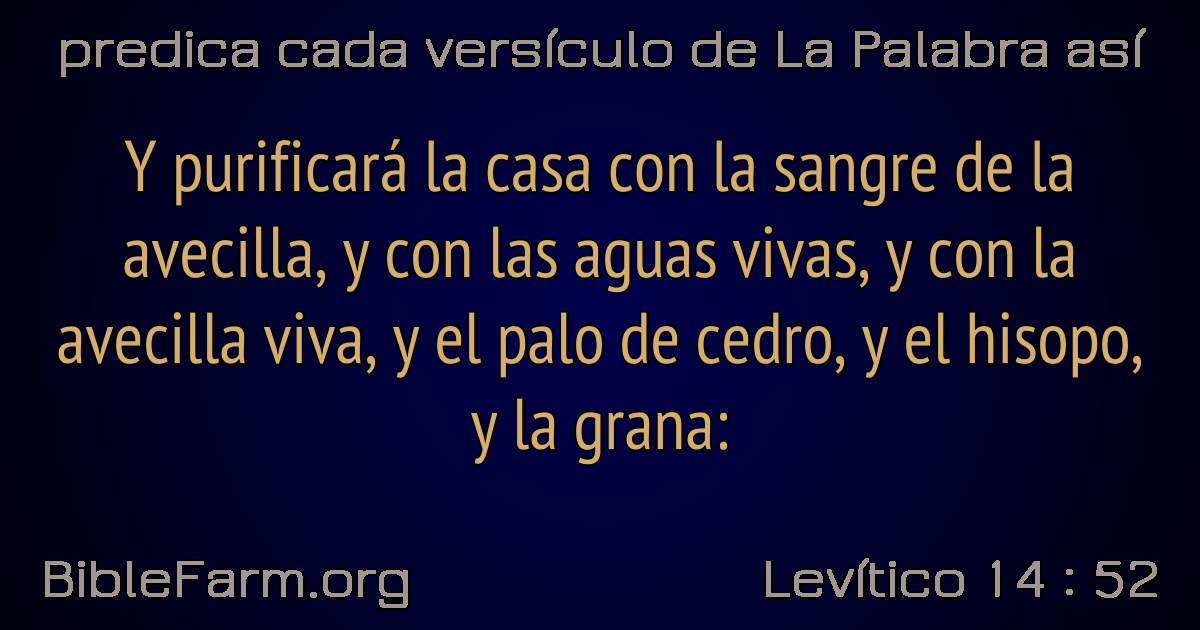 predica cada versículo de La Palabra así
Y purificará la casa con la sangre de la
avecilla, y con las aguas vivas, y con la
avecilla viva, y el palo de cedro, y el hisopo,
y la grana:
BibleFarm.org
Levítico 14 : 52